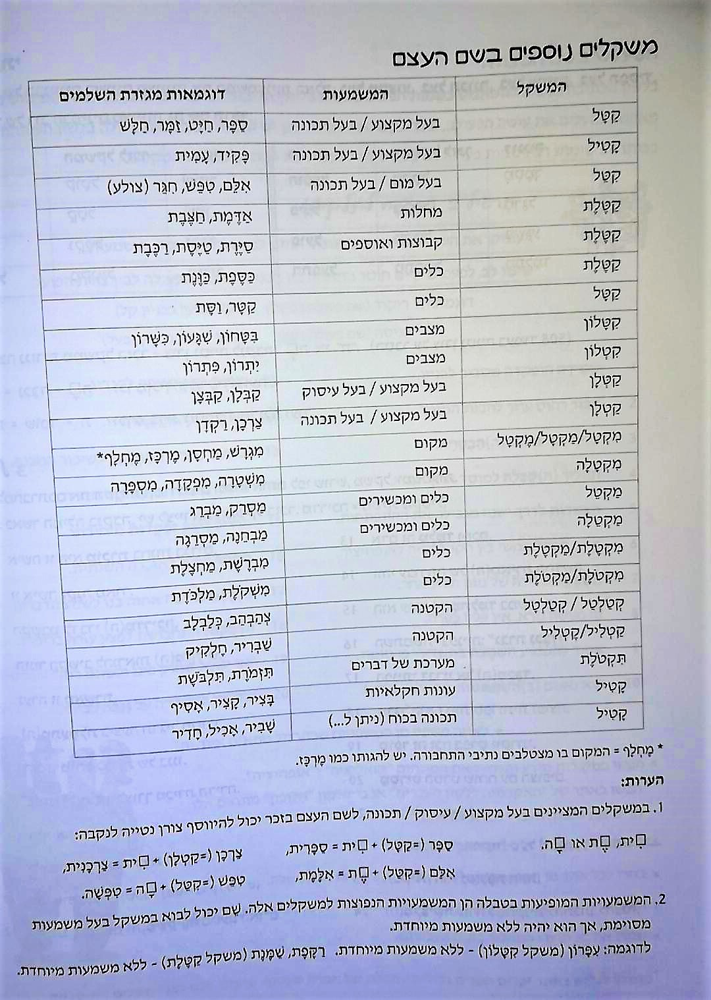 משקלים נוספים בשם העצם
המשקל המשמעות דוגמאות מגזרת השלמים
קַטָּל בעל מקצוע / בעל תכונה סַפָּר, חַיָּט, זַמָּר, חַלָּשׁ
קָטִיל בעל מקצוע / בעל תכונה פָּקִיד, עָמִית
קִטֵּל בעל מום / בעל תכונה אִלֵּם, טִפֵּשׁ, חִגֵּר (צולע)
קַטֶּלֶת מחלות אַדֶּמֶת, חַצֶּבֶת
קַטֶּלֶת קבוצות ואוספים סַיֶּרֶת, טַיֶּסֶת, רַכֶּבֶת
קַטֶּלֶת כלים כַּסֶּפֶת, כַּוֶּנֶת
קַטָּל כלים קַטָּר, וַסָּת
קִטָּלוֹן מצבים בִּטָּחוֹן, שִׁגָּעוֹן, כִּשָּׁרוֹן
קִטְלוֹן מצבים יִתְרוֹן, פִּתְרוֹן
קַטְּלָן בעל מקצוע / בעל עיסוק קַבְּלָן, קַבְּצָן
קַטְלָן בעל מקצוע / בעל תכונה צַרְכָן, רַקְדָן
מִקְטָל/מַקְטָל/מֶקְטָל מקום מִגְרָשׁ, מַחְסָן, מֶרְכָּז, מֶחְלָף*
מִקְטָלָה מקום מִשְׁטָרָה, מִפְקָדָה, מִסְפָּרָה
מַקְטֵל כלים ומכשירים מַסְרֵק, מַבְרֵג
מַקְטֵלָה כלים ומכשירים מַבְחֵנָה, מַסְרֵגָה
מִקְטֶלֶת/מַקְטֶלֶת כלים מִבְרֶשֶׁת, מַחְצֶלֶת
מִקְטֹלֶת/מַקְטֹלֶת כלים מִשְׁקֹלֶת, מַלְכֹּדֶת
קְטַלְטַל / קְטַלְטָל הקטנה צְהַבְהַב, כְּלַבְלָב
קַטְלִיל/קָטְלִיל הקטנה שַׁבְרִיר, חֶלְקִיק
תִּקְטֹלֶת מערכת של דברים תִּזְמֹרֶת, תִּלְבֹּשֶׁת
קָטִיל עונות חקלאיות בָּצִיר, קָצִיר, אָסִיף
קָטִיל תכונה בכוח (ניתן ל...) שָׁבִיר, אָכִיל, חָדִיר
* מֶחְלָף = המקום בו מצטלבים נתיבי התחבורה. יש להגותו כמו מֶרְכָּז.
הערות:
1. במשקלים המציינים בעל מקצוע / עיסוק / תכונה, לשם העצם בזכר יכול להיווסף צורן נטייה לנקבה:
◌ִית, ◌ֶת או ◌ָה. סַפָּר (=קַטָּל) + ◌ִית = סַפָּרִית, צַרְכָן (=קַטְלָן) + ◌ִית = צַרְכָנִית,
אִלֵּם (=קִטֵּל) + ◌ֶת = אִלֶּמֶת, טִפֵּשׁ (=קִטֵּל) + ◌ָה = טִפְּשָׁה.
2. המשמעויות המופיעות בטבלה הן המשמעויות הנפוצות למשקלים אלה. שֵׁם יכול לבוא במשקל בעל משמעות
מסוימת, אך הוא יהיה ללא משמעות מיוחדת.
לדוגמה: עִפָּרוֹן (משקל קִטָּלוֹן) - ללא משמעות מיוחדת. רַקֶּפֶת, שַׁמֶּנֶת (משקל קַטֶּלֶת) - ללא משמעות מיוחדת.